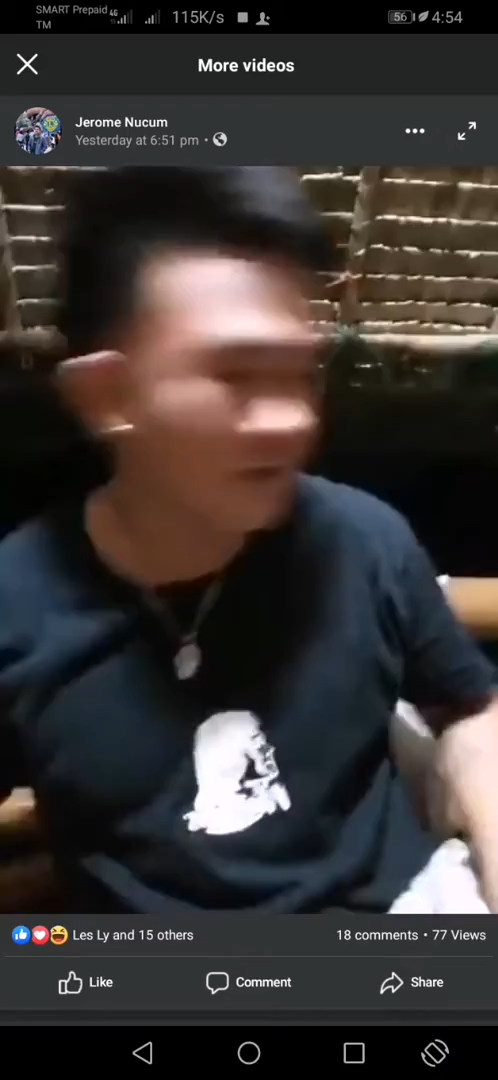 SMART Prepaid 4G 115K/s 56 4:54
TM
More videos
Jerome Nucum
Yesterday at 6:51 pm ·
Les Ly and 15 others 18 comments • 77 Views
Like Comment Share